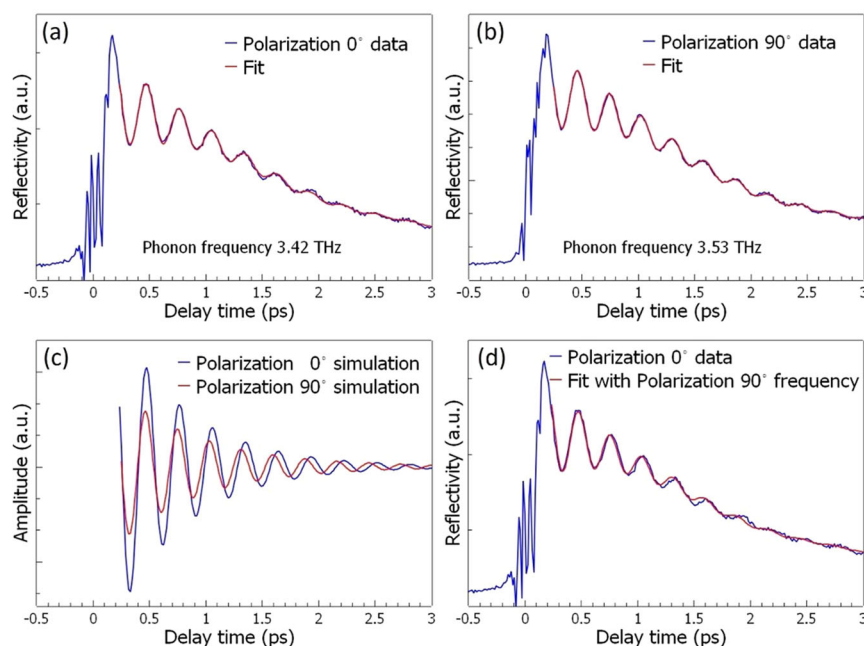 (a)
Polarization 0° data
Fit
Reflectivity (a.u.)
Phonon frequency 3.42 THz
-0.5 0 0.5 1 1.5 2 2.5 3
Delay time (ps)
(b)
Polarization 90° data
Fit
Reflectivity (a.u.)
Phonon frequency 3.53 THz
-0.5 0 0.5 1 1.5 2 2.5 3
Delay time (ps)
(c)
Polarization 0° simulation
Polarization 90° simulation
Amplitude (a.u.)
-0.5 0 0.5 1 1.5 2 2.5 3
Delay time (ps)
(d)
Polarization 0° data
Fit with Polarization 90° frequency
Reflectivity (a.u.)
-0.5 0 0.5 1 1.5 2 2.5 3
Delay time (ps)